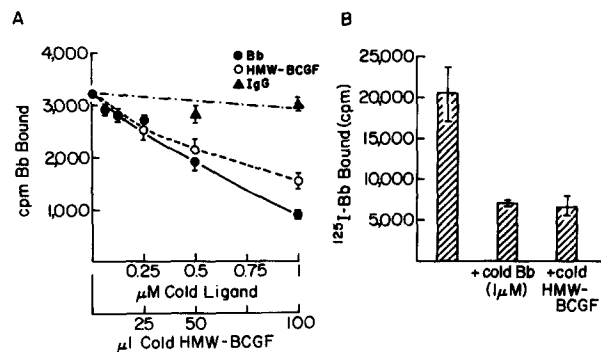 A
cpm Bb Bound
4,000
3,000
2,000
1,000
Bb
HMW-BCGF
IgG
0.25
0.5
1
μM Cold Ligand
25
50
100
μl Cold HMW-BCGF
B
¹²⁵I-Bb Bound (cpm)
25,000
20,000
15,000
10,000
5,000
+cold Bb
(1μM)
+cold
HMW-
BCGF